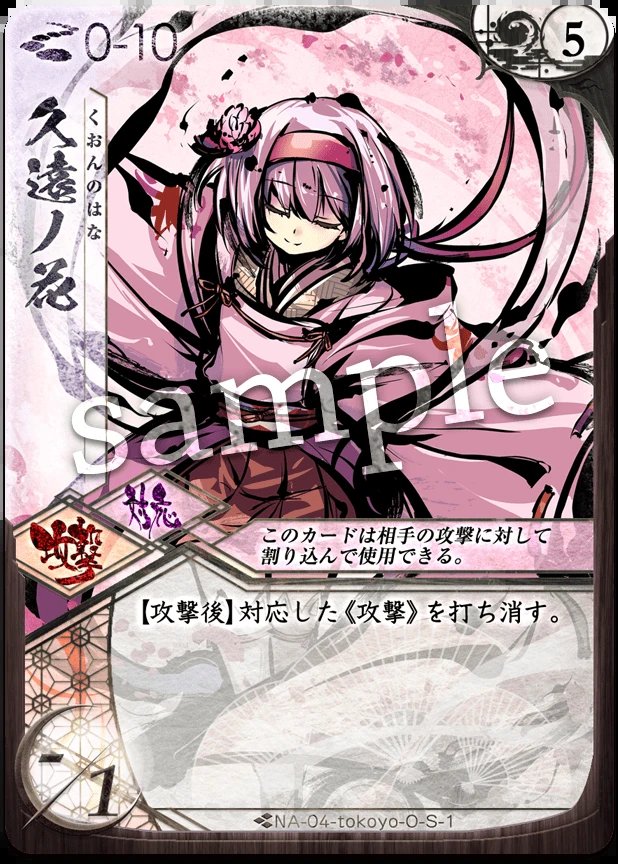 0-10
5
久遠ノ花
くおんのはな
sample
対応
攻撃
このカードは相手の攻撃に対して
割り込んで使用できる。
【攻撃後】対応した《攻撃》を打ち消す。
-/1
NA-04-tokoyo-O-S-1